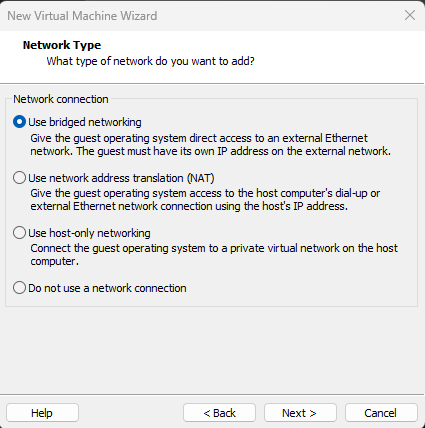 New Virtual Machine Wizard
Network Type
What type of network do you want to add?
Network connection
Use bridged networking
Give the guest operating system direct access to an external Ethernet
network. The guest must have its own IP address on the external network.
Use network address translation (NAT)
Give the guest operating system access to the host computer's dial-up or
external Ethernet network connection using the host's IP address.
Use host-only networking
Connect the guest operating system to a private virtual network on the host
computer.
Do not use a network connection
Help
< Back
Next >
Cancel